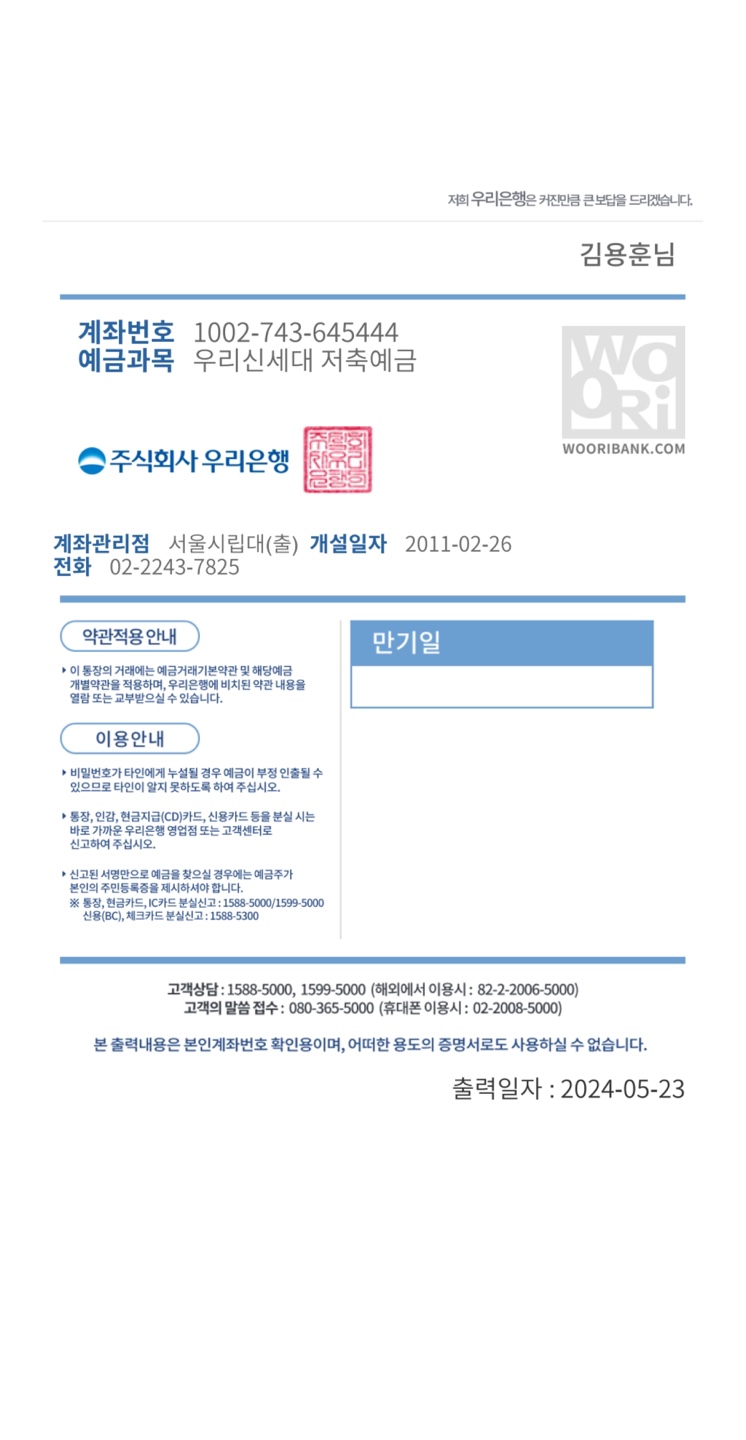 저희 우리은행은 커진만큼 큰 보답을 드리겠습니다.
김용훈님
계좌번호 1002-743-645444
예금과목 우리신세대 저축예금
WOORi
WOORIBANK.COM
주식회사 우리은행
계좌관리점 서울시립대(출) 개설일자 2011-02-26
전화 02-2243-7825
약관적용 안내
이 통장의 거래에는 예금거래기본약관 및 해당예금
개별약관을 적용하며, 우리은행에 비치된 약관 내용을
열람 또는 교부받으실 수 있습니다.
만기일
이용안내
비밀번호가 타인에게 누설될 경우 예금이 부정 인출될 수
있으므로 타인이 알지 못하도록 하여 주십시오.
통장, 인감, 현금지급(CD)카드, 신용카드 등을 분실 시는
바로 가까운 우리은행 영업점 또는 고객센터로
신고하여 주십시오.
신고된 서명만으로 예금을 찾으실 경우에는 예금주가
본인의 주민등록증을 제시하셔야 합니다.
※ 통장, 현금카드, IC카드 분실신고 : 1588-5000/1599-5000
신용(BC), 체크카드 분실신고 : 1588-5300
고객상담 : 1588-5000, 1599-5000 (해외에서 이용시 : 82-2-2006-5000)
고객의 말씀 접수 : 080-365-5000 (휴대폰 이용시 : 02-2008-5000)
본 출력내용은 본인계좌번호 확인용이며, 어떠한 용도의 증명서로도 사용하실 수 없습니다.
출력일자 : 2024-05-23